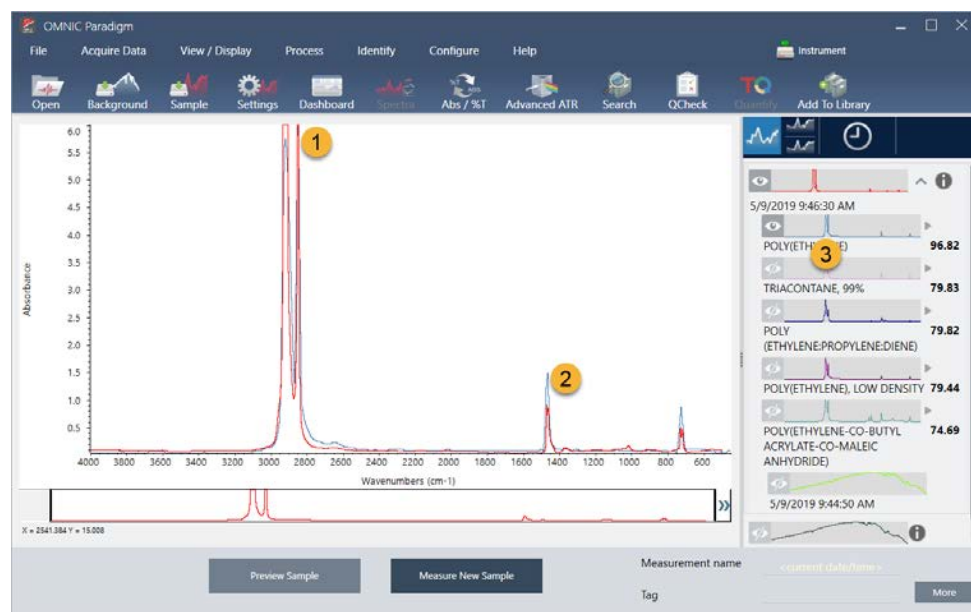 OMNIC Paradigm
File Acquire Data View / Display Process Identify Configure Help Instrument
Open Background Sample Settings Dashboard Spectra Abs / %T Advanced ATR Search QCheck Quantify Add To Library
6.0
5.5
5.0
4.5
4.0
3.5
3.0
2.5
2.0
1.5
1.0
0.5
Absorbance
4000 3800 3600 3400 3200 3000 2800 2600 2400 2200 2000 1800 1600 1400 1200 1000 800 600
Wavenumbers (cm-1)
1
2
X = 2541.384 Y = 15.008
5/9/2019 9:46:30 AM
3
POLY(ETHYLENE) 96.82
TRIACONTANE, 99% 79.83
POLY 79.82
(ETHYLENE:PROPYLENE:DIENE)
POLY(ETHYLENE), LOW DENSITY 79.44
POLY(ETHYLENE-CO-BUTYL 74.69
ACRYLATE-CO-MALEIC
ANHYDRIDE)
5/9/2019 9:44:50 AM
Preview Sample Measure New Sample
Measurement name <current date/time>
Tag
More